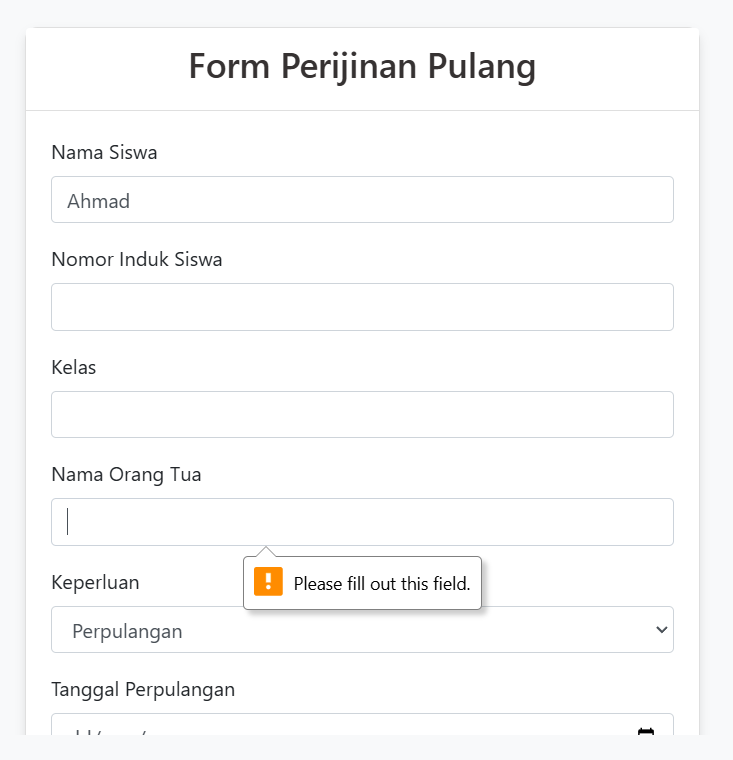 Form Perijinan Pulang
Nama Siswa
Ahmad
Nomor Induk Siswa
Kelas
Nama Orang Tua
Please fill out this field.
Keperluan
Perpulangan
Tanggal Perpulangan